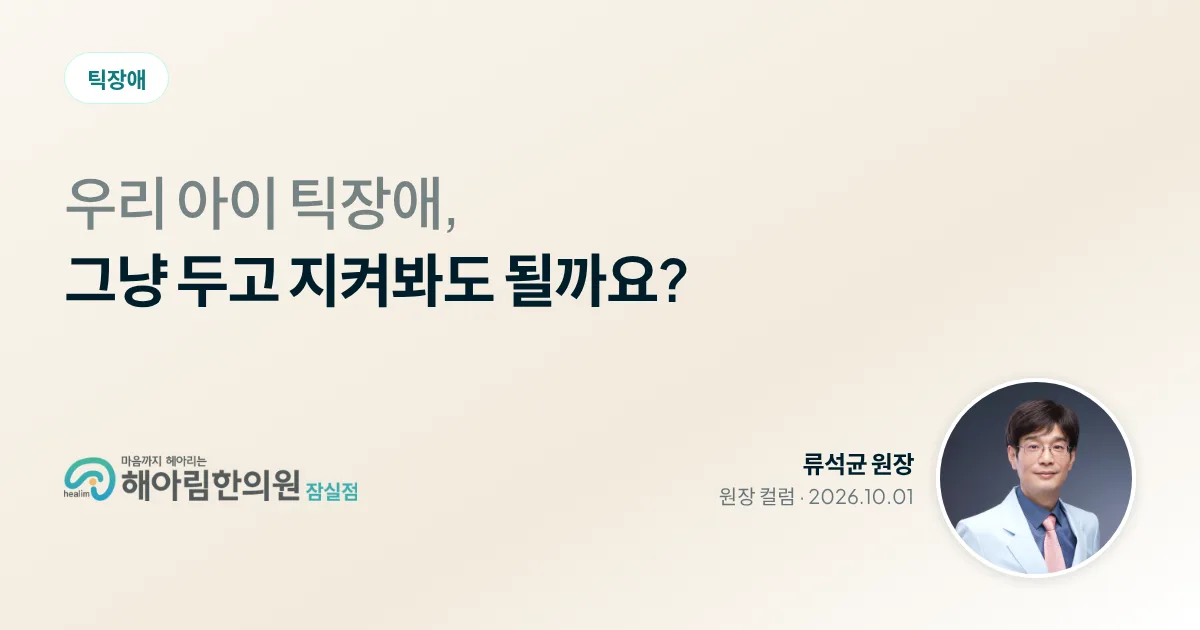 틱장애
우리 아이 틱장애,
그냥 두고 지켜봐도 될까요?
마음까지 헤아리는
healim
해아림한의원 잠실점
류석균 원장
원장 컬럼 · 2026.10.01